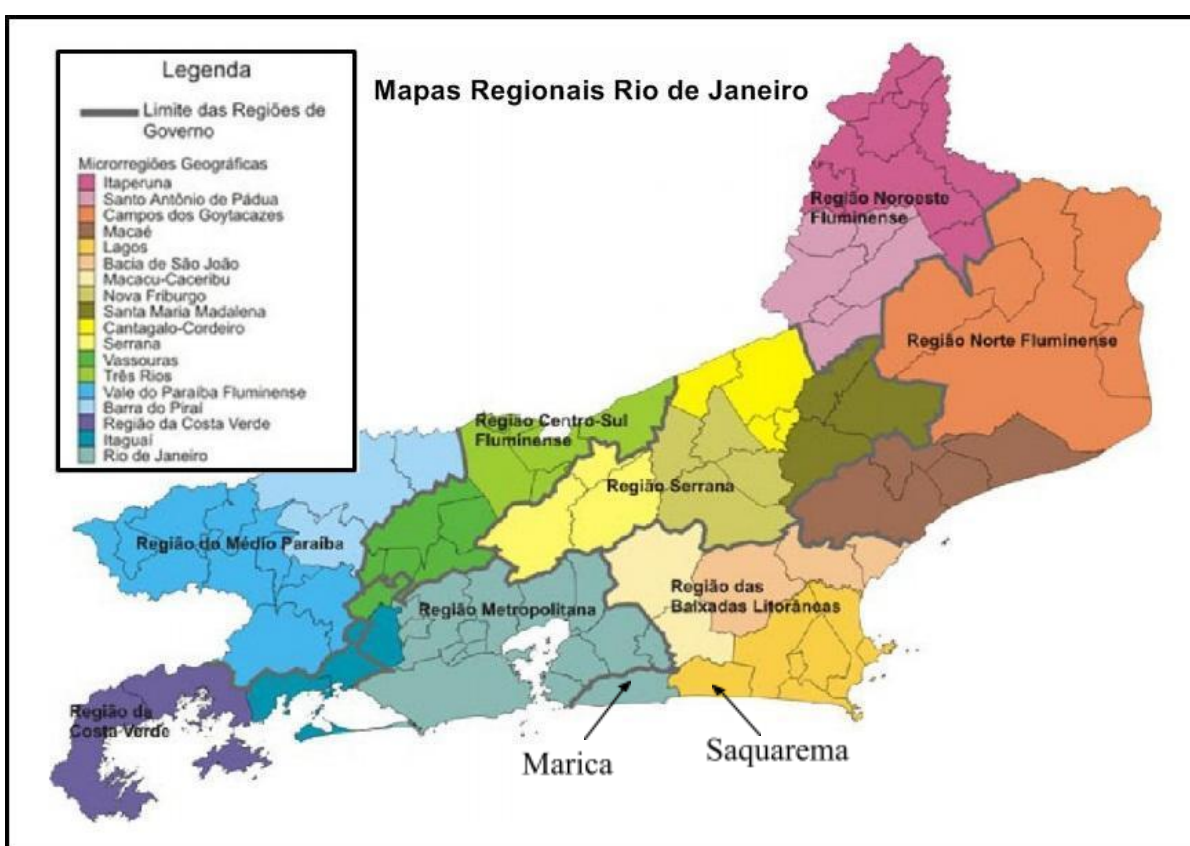 Legenda
Limite das Regiões de
Governo
Microrregiões Geográficas
Itaperuna
Santo Antônio de Pádua
Campos dos Goytacazes
Macaé
Lagos
Bacia de São João
Macacu-Caceribu
Nova Friburgo
Santa Maria Madalena
Cantagalo-Cordeiro
Serrana
Vassouras
Três Rios
Vale do Paraíba Fluminense
Barra do Piraí
Região da Costa Verde
Itaguaí
Rio de Janeiro
Mapas Regionais Rio de Janeiro
Região Noroeste
Fluminense
Região Norte Fluminense
Região Centro-Sul
Fluminense
Região Serrana
Região do Médio Paraíba
Região das
Baixadas Litorâneas
Região Metropolitana
Região da
Costa Verde
Marica
Saquarema